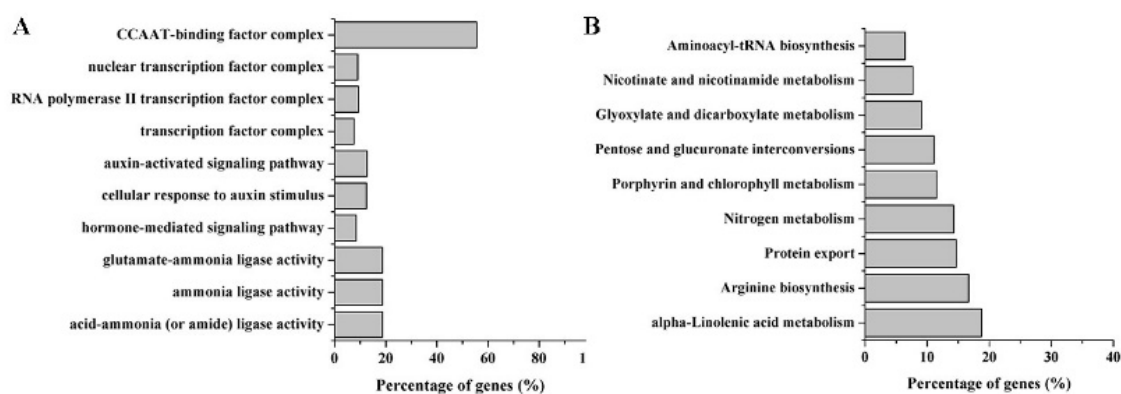 A
CCAAT-binding factor complex
nuclear transcription factor complex
RNA polymerase II transcription factor complex
transcription factor complex
auxin-activated signaling pathway
cellular response to auxin stimulus
hormone-mediated signaling pathway
glutamate-ammonia ligase activity
ammonia ligase activity
acid-ammonia (or amide) ligase activity
0 20 40 60 80 1
Percentage of genes (%)
B
Aminoacyl-tRNA biosynthesis
Nicotinate and nicotinamide metabolism
Glyoxylate and dicarboxylate metabolism
Pentose and glucuronate interconversions
Porphyrin and chlorophyll metabolism
Nitrogen metabolism
Protein export
Arginine biosynthesis
alpha-Linolenic acid metabolism
0 10 20 30 40
Percentage of genes (%)